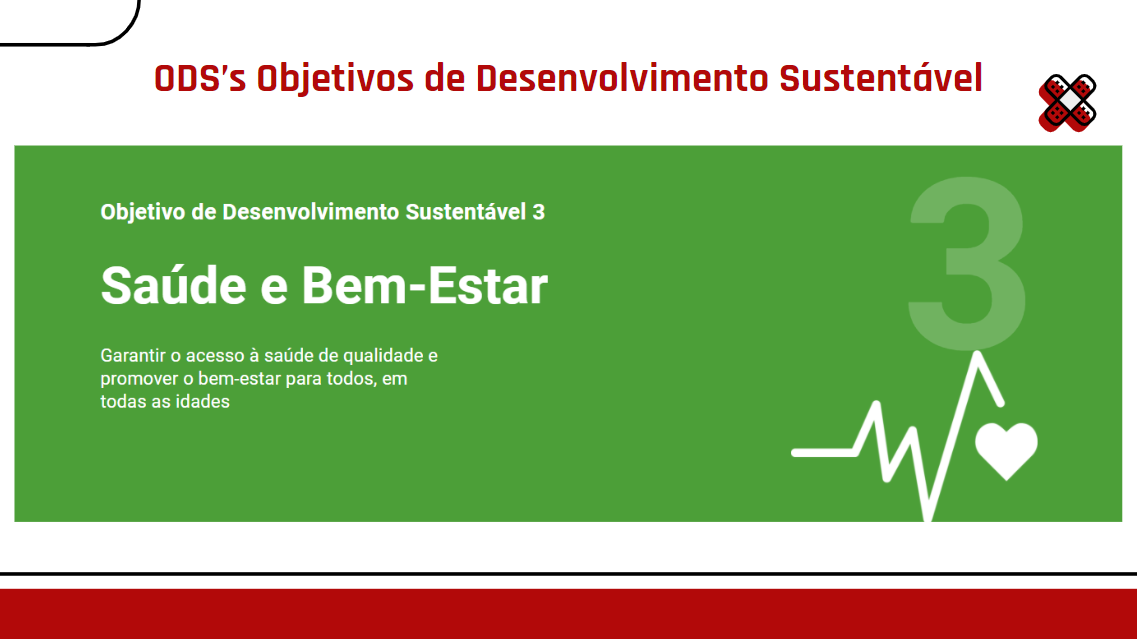 ODS's Objetivos de Desenvolvimento Sustentável
Objetivo de Desenvolvimento Sustentável 3
3
Saúde e Bem-Estar
Garantir o acesso à saúde de qualidade e
promover o bem-estar para todos, em
todas as idades